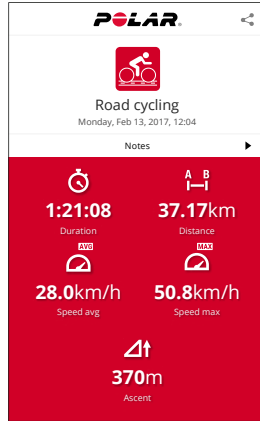 POLAR.
Road cycling
Monday, Feb 13, 2017, 12:04
Notes
A B
1:21:08 37.17km
Duration Distance
AVG MAX
28.0km/h 50.8km/h
Speed avg Speed max
370m
Ascent